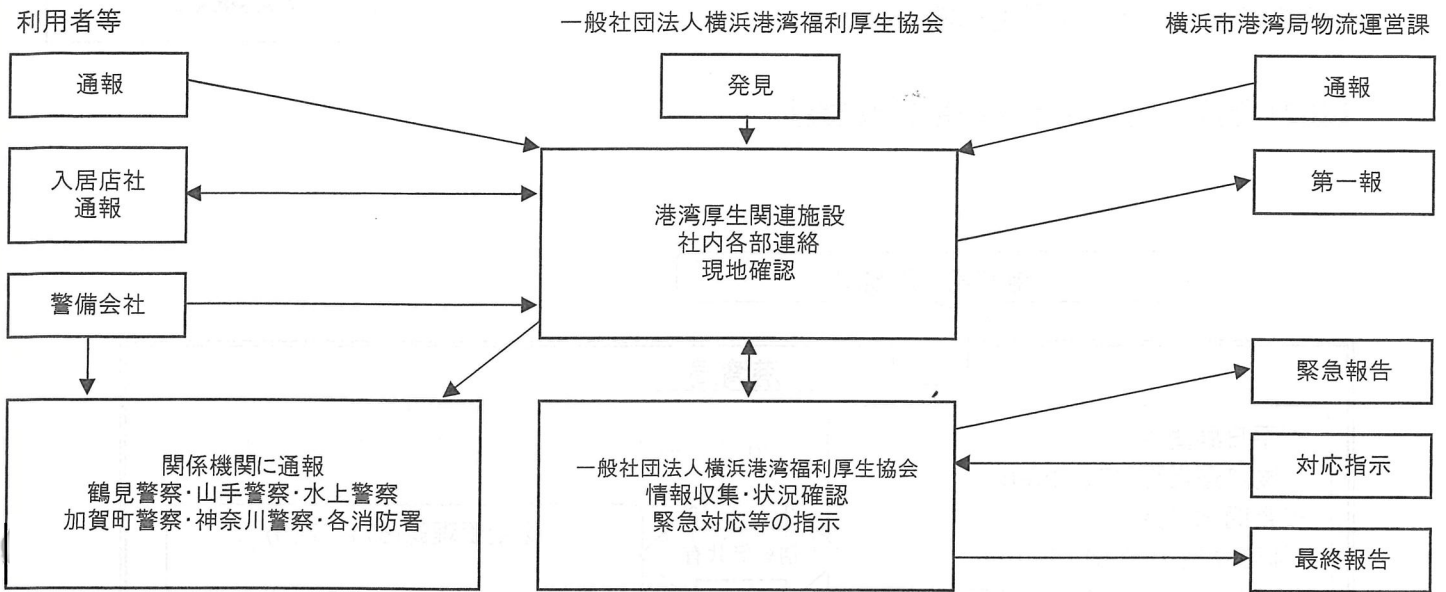 利用者等
一般社団法人横浜港湾福利厚生協会
横浜市港湾局物流運営課
通報
発見
通報
入居店社
通報
港湾厚生関連施設
社内各部連絡
現地確認
第一報
警備会社
関係機関に通報
鶴見警察・山手警察・水上警察
加賀町警察・神奈川警察・各消防署
一般社団法人横浜港湾福利厚生協会
情報収集・状況確認
緊急対応等の指示
緊急報告
対応指示
最終報告